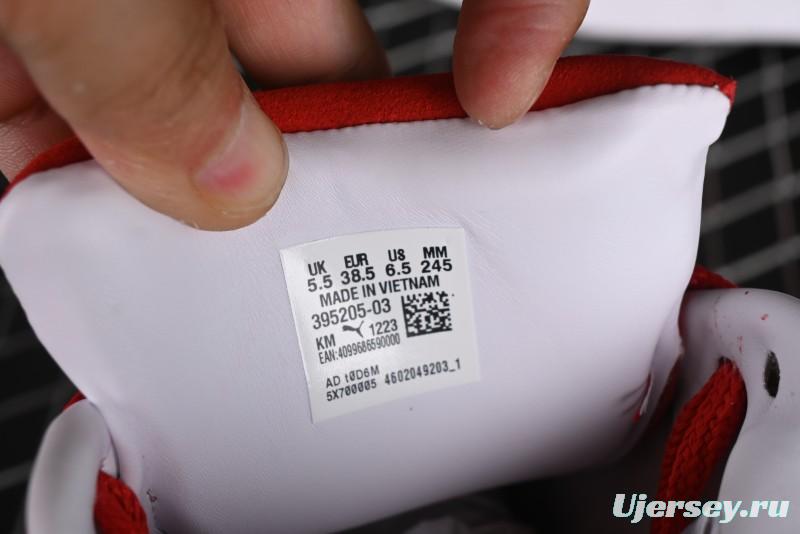 UK EUR US MM
5.5 38.5 6.5 245
MADE IN VIETNAM
395205-03
KM 1223
EAN:4099686590000
AD t0D6M
5X700005 4602049203_1
Ujersey.ru